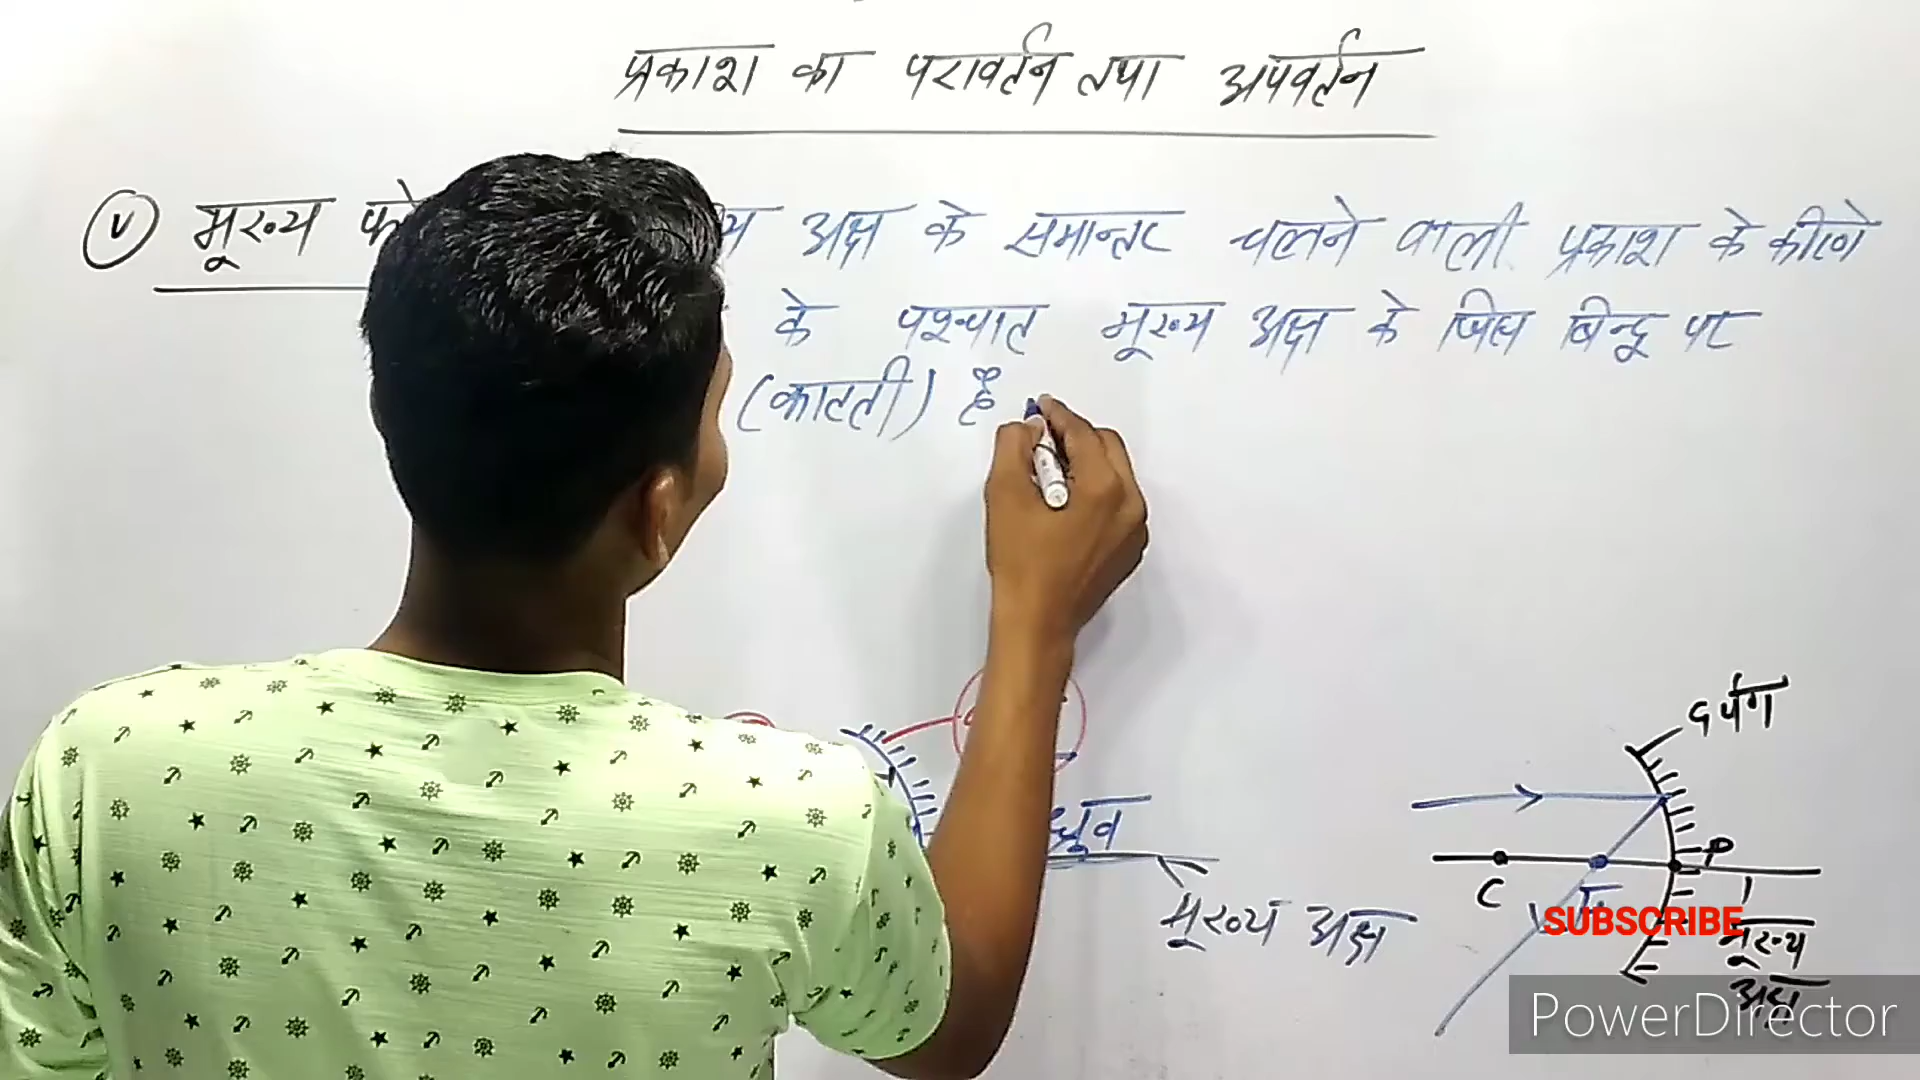 प्रकाश का परावर्तन तथा अपवर्तन
(v) मूख्य
अक्ष के समान्तर चलने वाली प्रकाश के
के पश्चात मूख्य अक्ष के जिस बिन्दू पर
(काटती) है
दर्पण
ध्रूव
P
C
मूख्य अक्ष
SUBSCRIBE
मूख्य
अक्ष
PowerDirector